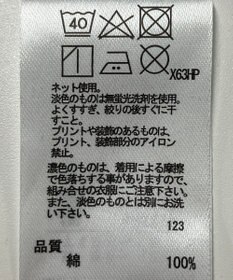 40
X63HP
ネット使用。
淡色のものは無蛍光洗剤を使用。
よくすすぎ、絞りの後すぐに干す
こと。
プリントや装飾のあるものは、
プリント、装飾部分のアイロン
禁止。
濃色のものは、着用による摩擦
で色落ちする事がありますので、
組み合せの衣服にご注意下さい。
また、淡色のものとは別にお洗
い下さい。
123
品質
綿 100%